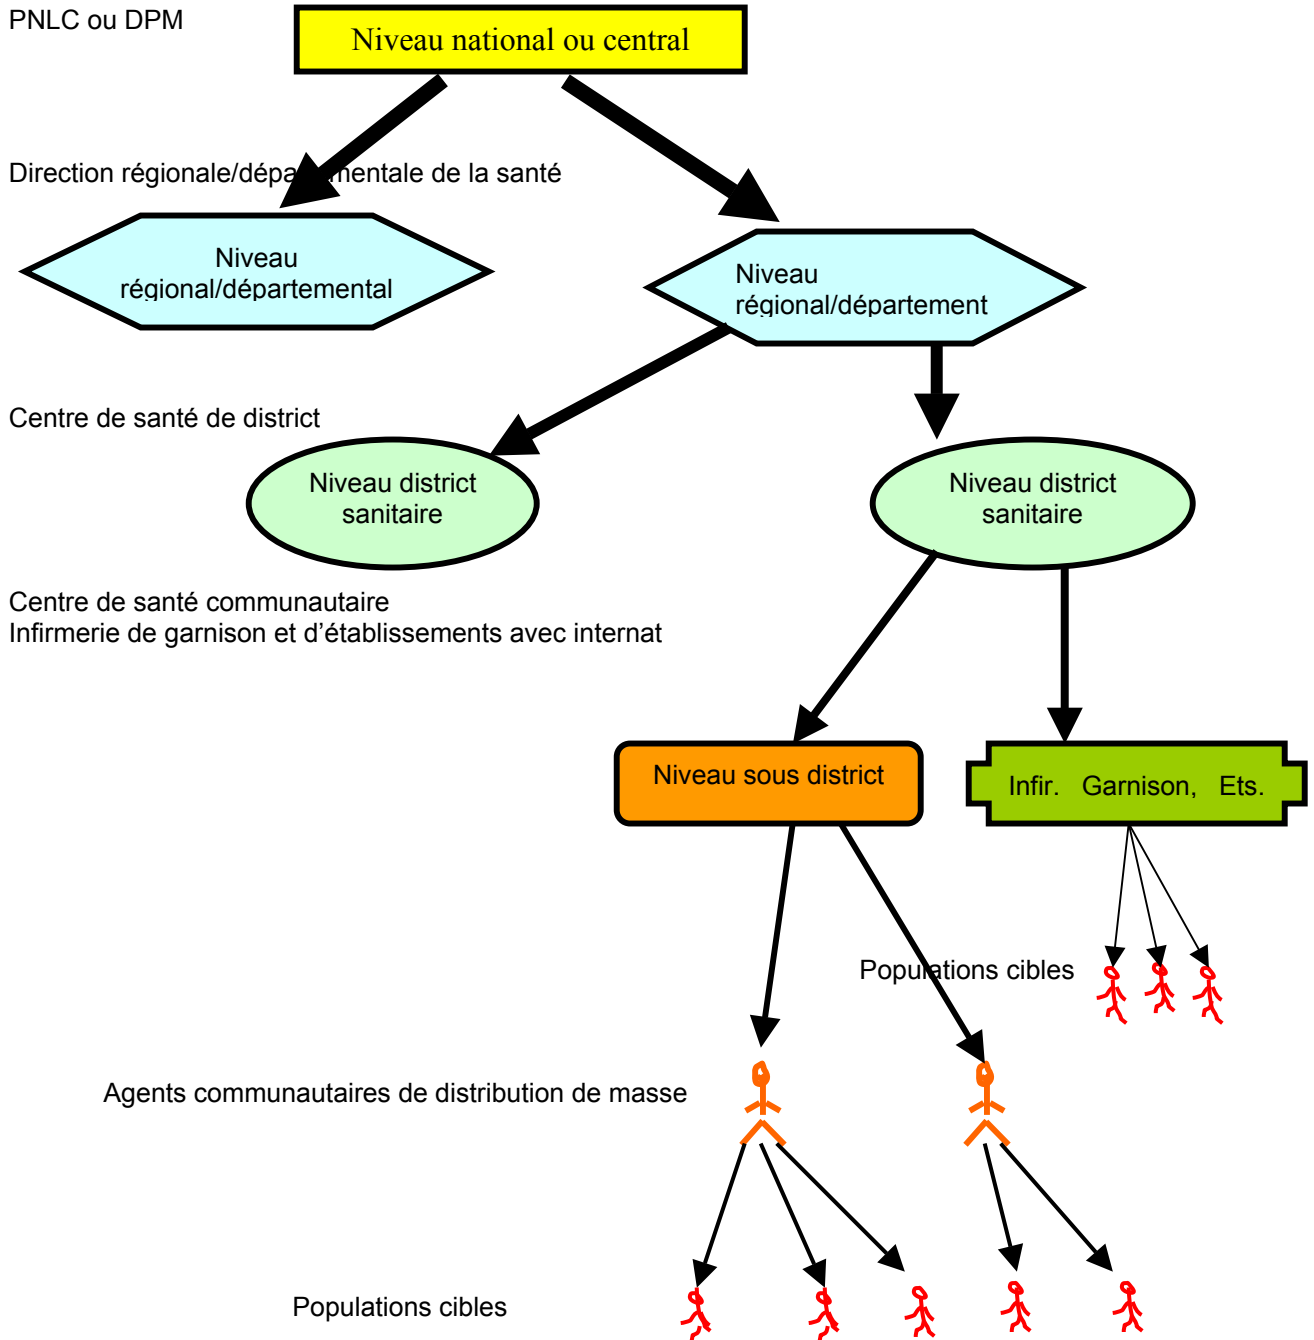 PNLC ou DPM
Niveau national ou central
Direction régionale/départementale de la santé
Niveau
régional/départemental
Niveau
régional/département
Centre de santé de district
Niveau district
sanitaire
Niveau district
sanitaire
Centre de santé communautaire
Infirmerie de garnison et d’établissements avec internat
Niveau sous district
Infir. Garnison, Ets.
Populations cibles
Agents communautaires de distribution de masse
Populations cibles